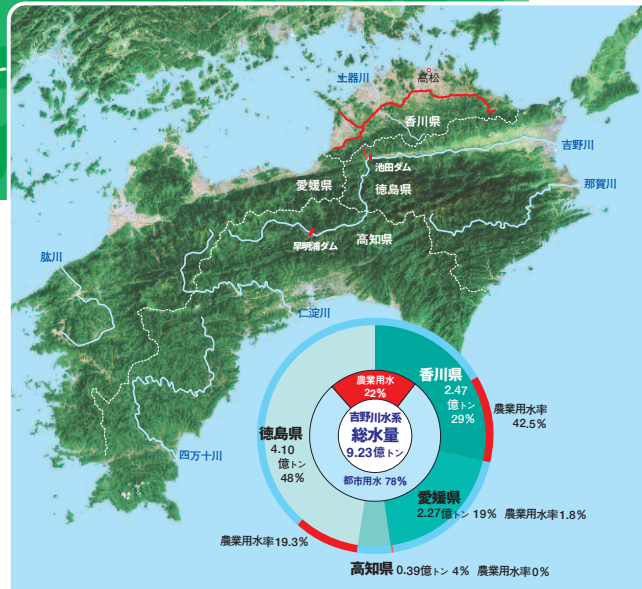 土器川
高松
香川県
吉野川
池田ダム
愛媛県
徳島県
那賀川
高知県
早明浦ダム
肱川
仁淀川
四万十川
農業用水
22%
吉野川水系
総水量
9.23億トン
都市用水 78%
香川県
2.47
億トン
29%
農業用水率
42.5%
徳島県
4.10
億トン
48%
愛媛県
2.27億トン 19% 農業用水率1.8%
農業用水率19.3%
高知県 0.39億トン 4% 農業用水率0%